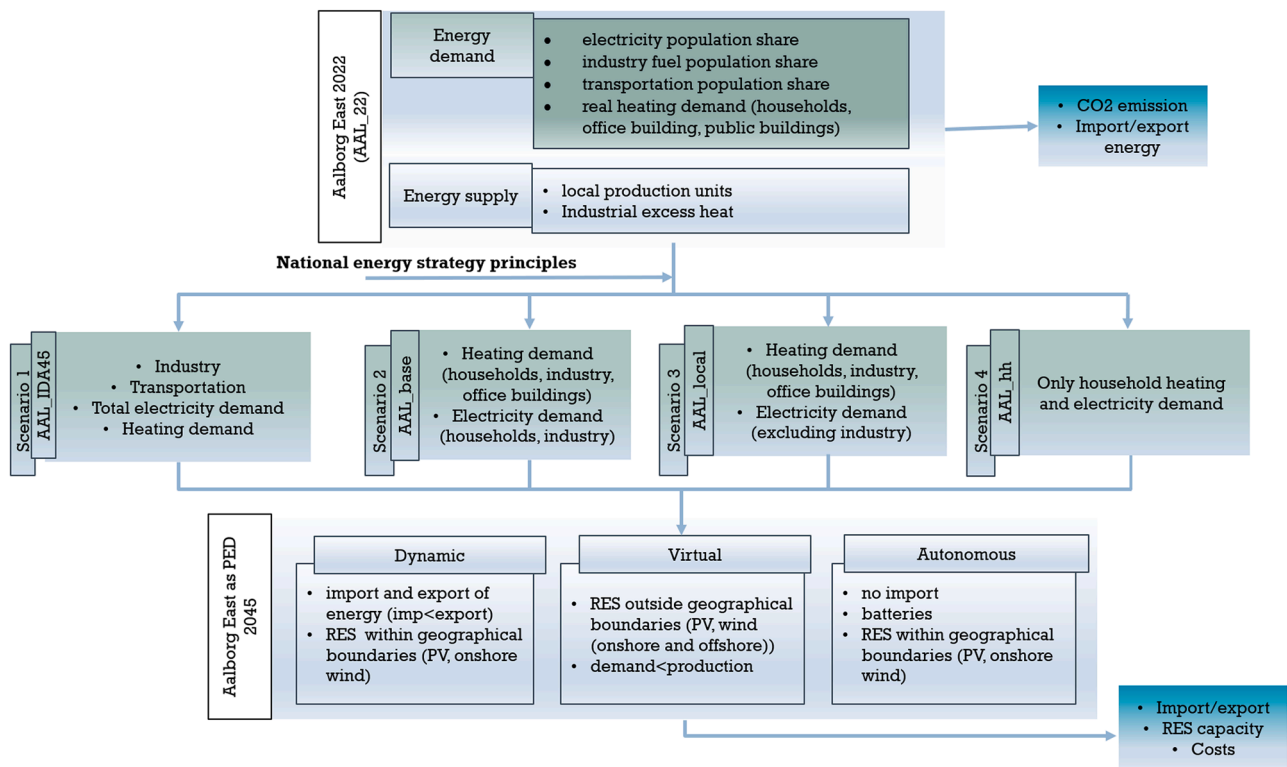 Aalborg East 2022
(AAL_22)
Energy
demand
• electricity population share
• industry fuel population share
• transportation population share
• real heating demand (households,
office building, public buildings)
Energy supply
• local production units
• Industrial excess heat
• CO2 emission
• Import/export
energy
National energy strategy principles
Scenario 1
AAL_IDA45
• Industry
• Transportation
• Total electricity demand
• Heating demand
Scenario 2
AAL_base
• Heating demand
(households, industry,
office buildings)
• Electricity demand
(households, industry)
Scenario 3
AAL_local
• Heating demand
(households, industry,
office buildings)
• Electricity demand
(excluding industry)
Scenario 4
AAL_hh
Only household heating
and electricity demand
Aalborg East as PED
2045
Dynamic
• import and export of
energy (imp<export)
• RES within geographical
boundaries (PV, onshore
wind)
Virtual
• RES outside geographical
boundaries (PV, wind
(onshore and offshore))
• demand<production
Autonomous
• no import
• batteries
• RES within geographical
boundaries (PV, onshore
wind)
• Import/export
• RES capacity
• Costs